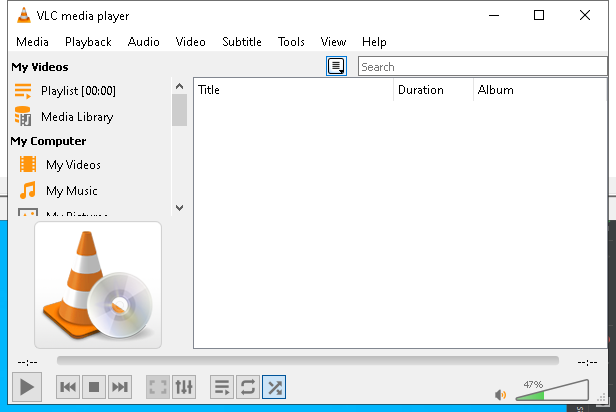 VLC media player
Media Playback Audio Video Subtitle Tools View Help
My Videos
Search
Playlist [00:00]
Title Duration Album
Media Library
My Computer
My Videos
My Music
My Pictures
--:-- --:--
47%